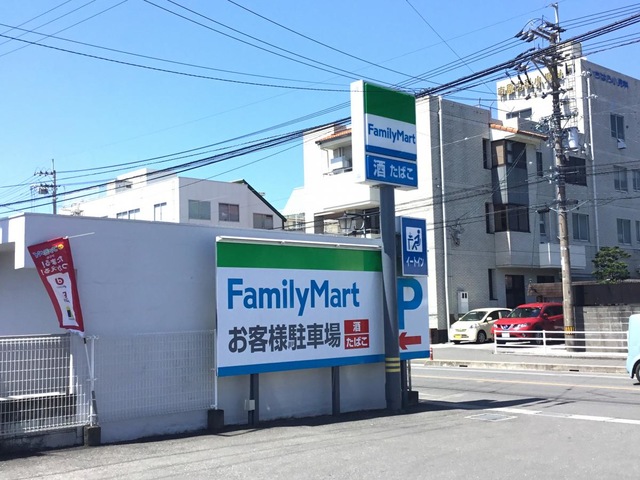 FamilyMart
酒 たばこ
イートイン
P
FamilyMart
お客様駐車場
酒
たばこ